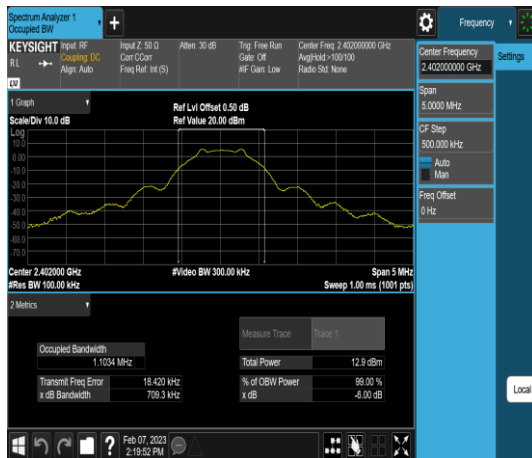 Spectrum Analyzer 1
Occupied BW
+
Frequency
KEYSIGHT
RL
LXI
Input: RF
Coupling: DC
Align: Auto
Input Z: 50 Ω
Corr CCorr
Freq Ref: Int (S)
Atten: 30 dB
Trig: Free Run
Gate: Off
#IF Gain: Low
Center Freq: 2.402000000 GHz
Avg|Hold:>100/100
Radio Std: None
Center Frequency
2.402000000 GHz
Settings
Span
5.0000 MHz
CF Step
500.000 kHz
Auto
Man
Freq Offset
0 Hz
1 Graph
Scale/Div 10.0 dB
Ref Lvl Offset 0.50 dB
Ref Value 20.00 dBm
Log
10.0
0.00
-10.0
-20.0
-30.0
-40.0
-50.0
-60.0
-70.0
Center 2.402000 GHz
#Res BW 100.00 kHz
#Video BW 300.00 kHz
Span 5 MHz
Sweep 1.00 ms (1001 pts)
2 Metrics
Measure Trace
Trace 1
Occupied Bandwidth
1.1034 MHz
Total Power
12.9 dBm
Transmit Freq Error
18.420 kHz
% of OBW Power
99.00 %
x dB Bandwidth
709.3 kHz
x dB
-6.00 dB
Local
?
Feb 07, 2023
2:19:52 PM